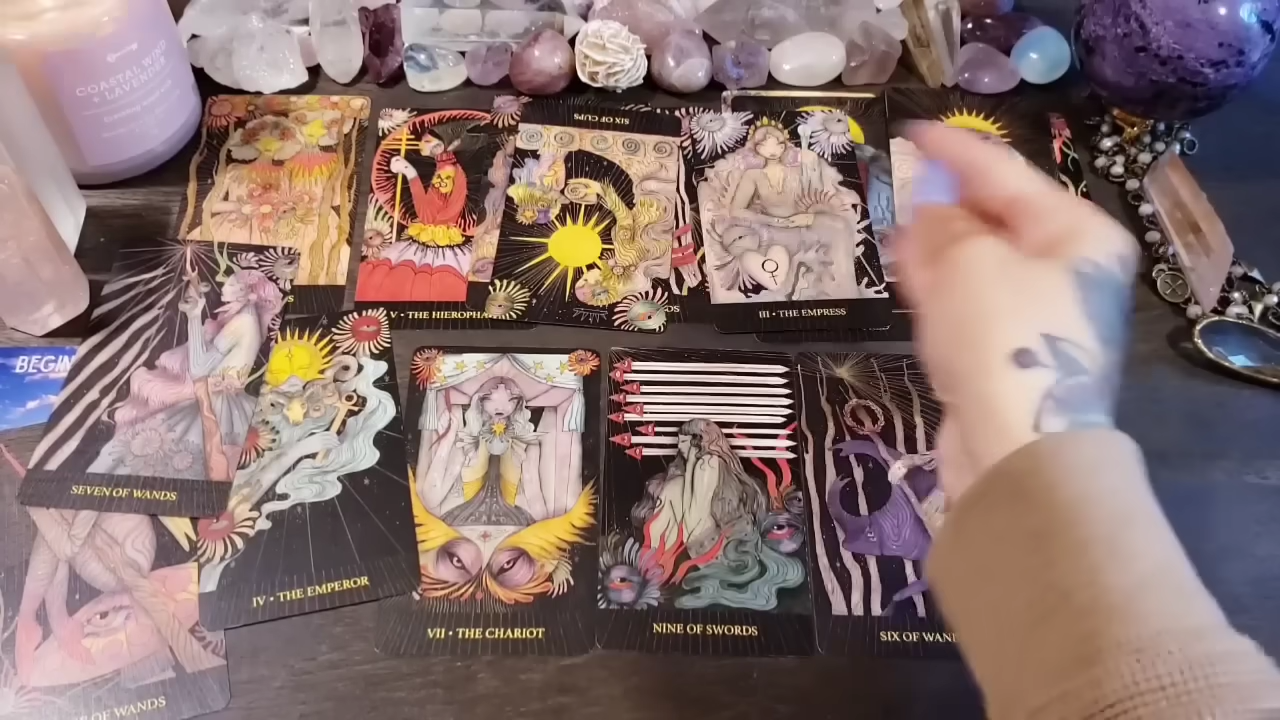 COASTAL WIND
+ LAVENDER
SIX OF CUPS
V • THE HIEROPHA
III • THE EMPRESS
BEGIN
SEVEN OF WANDS
IV • THE EMPEROR
VII • THE CHARIOT
NINE OF SWORDS
SIX OF WAN
OF WANDS